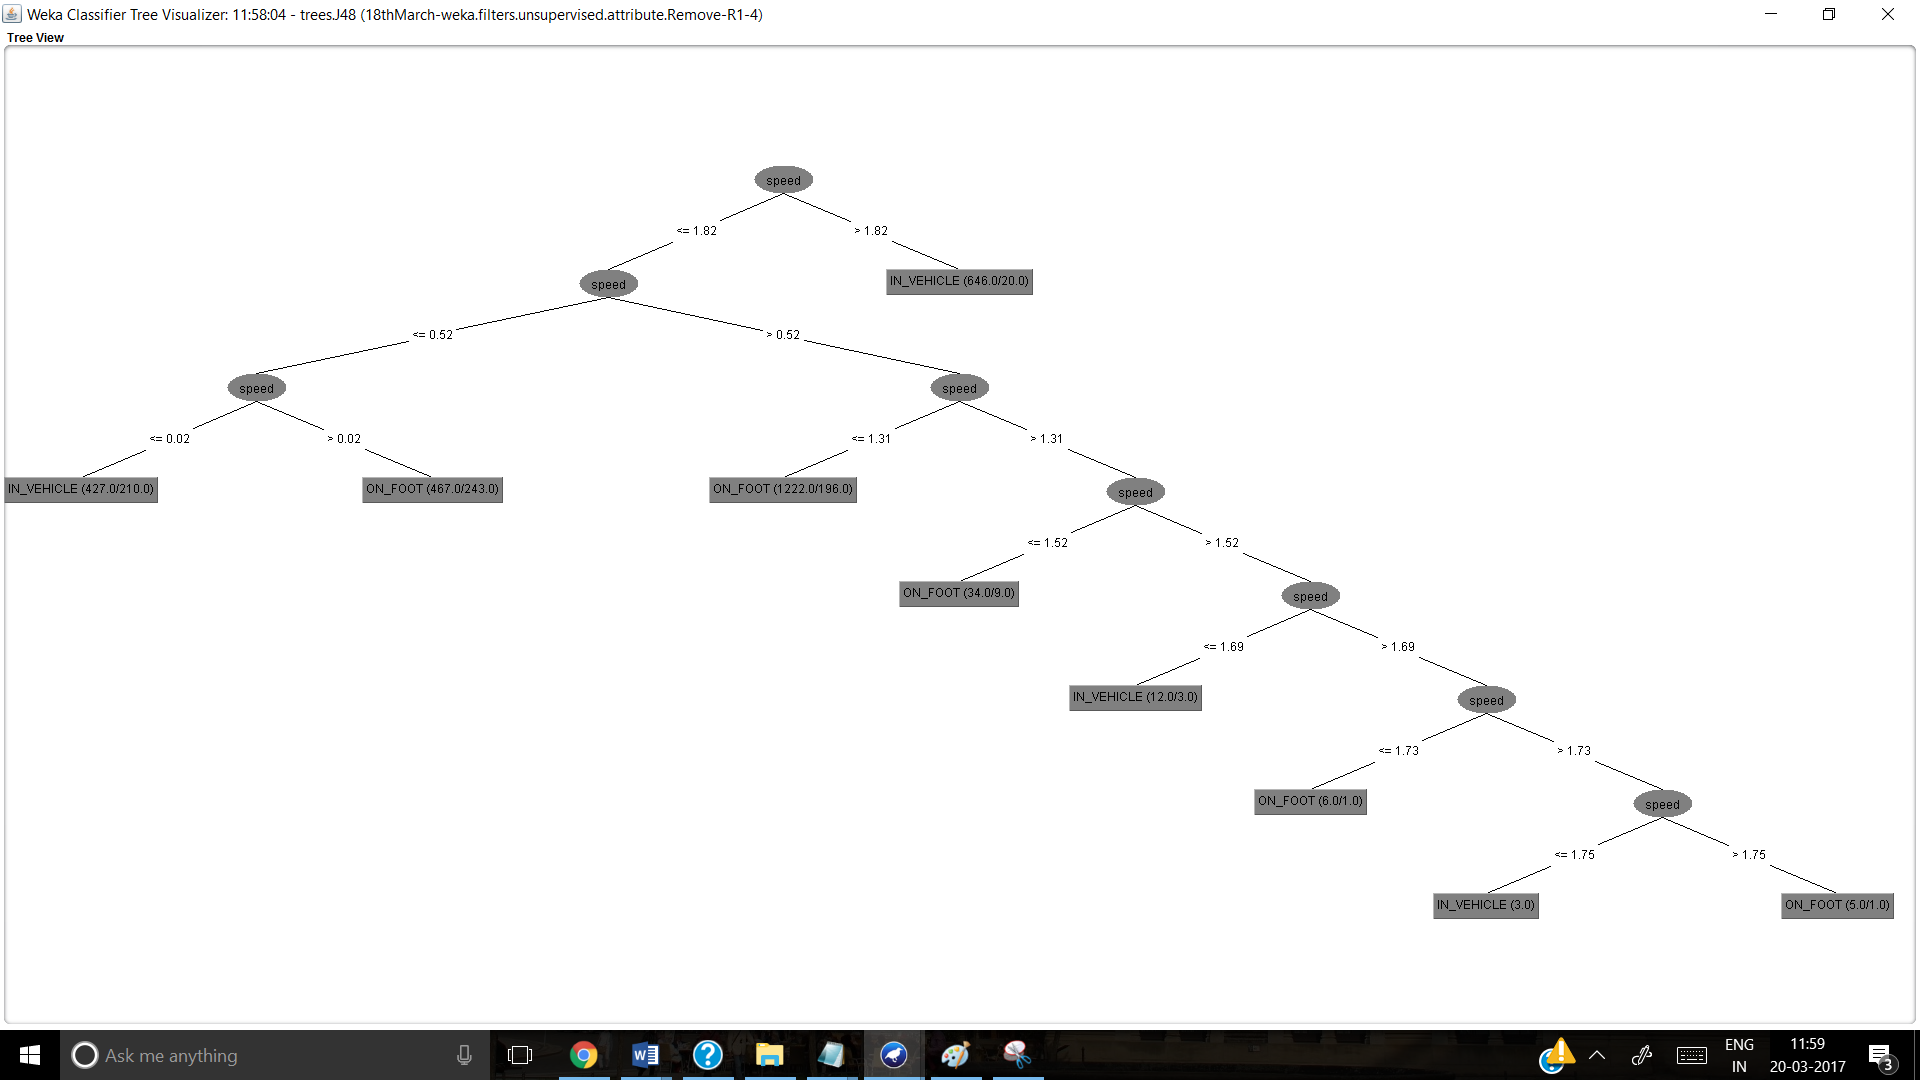 Weka Classifier Tree Visualizer: 11:58:04 - trees.J48 (18thMarch-weka.filters.unsupervised.attribute.Remove-R1-4)
Tree View
speed
<= 1.82
> 1.82
speed
IN_VEHICLE (646.0/20.0)
<= 0.52
> 0.52
speed
speed
<= 0.02
> 0.02
<= 1.31
> 1.31
IN_VEHICLE (427.0/210.0)
ON_FOOT (467.0/243.0)
ON_FOOT (1222.0/196.0)
speed
<= 1.52
> 1.52
ON_FOOT (34.0/9.0)
speed
<= 1.69
> 1.69
IN_VEHICLE (12.0/3.0)
speed
<= 1.73
> 1.73
ON_FOOT (6.0/1.0)
speed
<= 1.75
> 1.75
IN_VEHICLE (3.0)
ON_FOOT (5.0/1.0)
Ask me anything
ENG
IN
11:59
20-03-2017
3